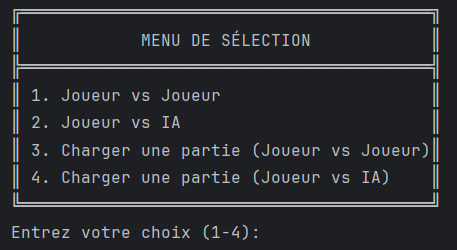 MENU DE SÉLECTION
1. Joueur vs Joueur
2. Joueur vs IA
3. Charger une partie (Joueur vs Joueur)
4. Charger une partie (Joueur vs IA)
Entrez votre choix (1-4):